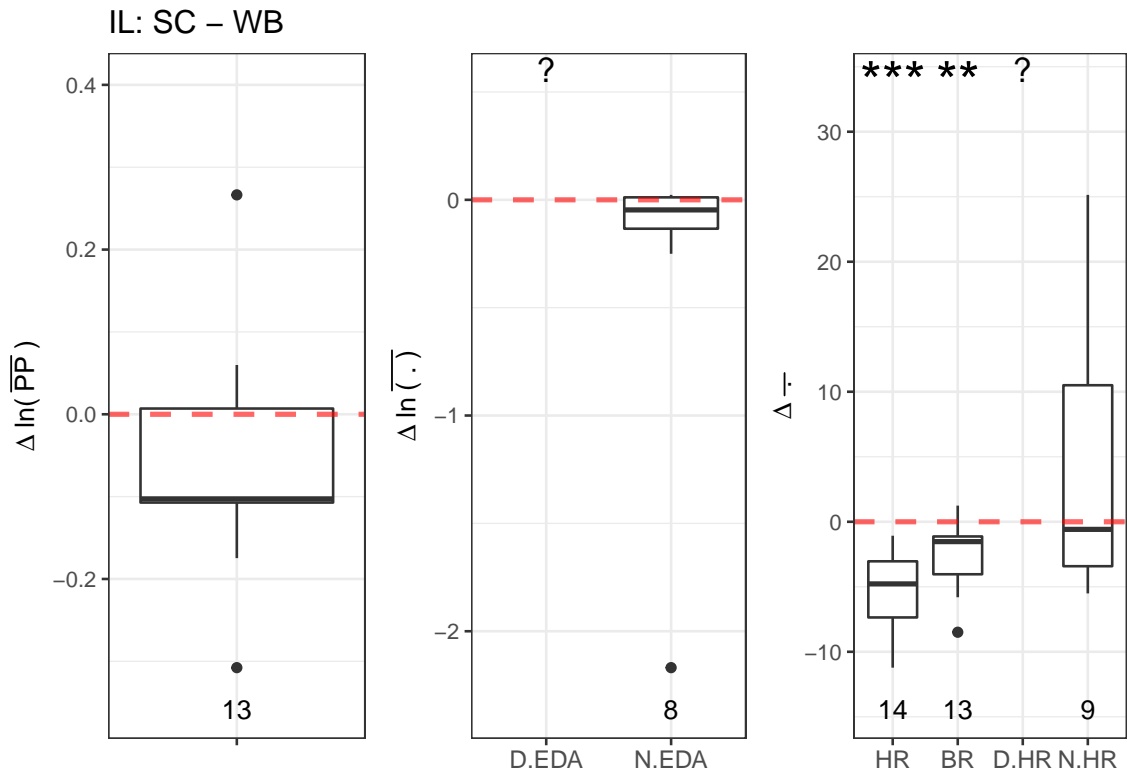 IL: SC − WB
Δ ln( PP )
0.4
0.2
0.0
−0.2
13
Δ ln ( . )
0
−1
−2
?
8
D.EDA N.EDA
Δ .
30
20
10
0
−10
*** ** ?
14 13 9
HR BR D.HR N.HR